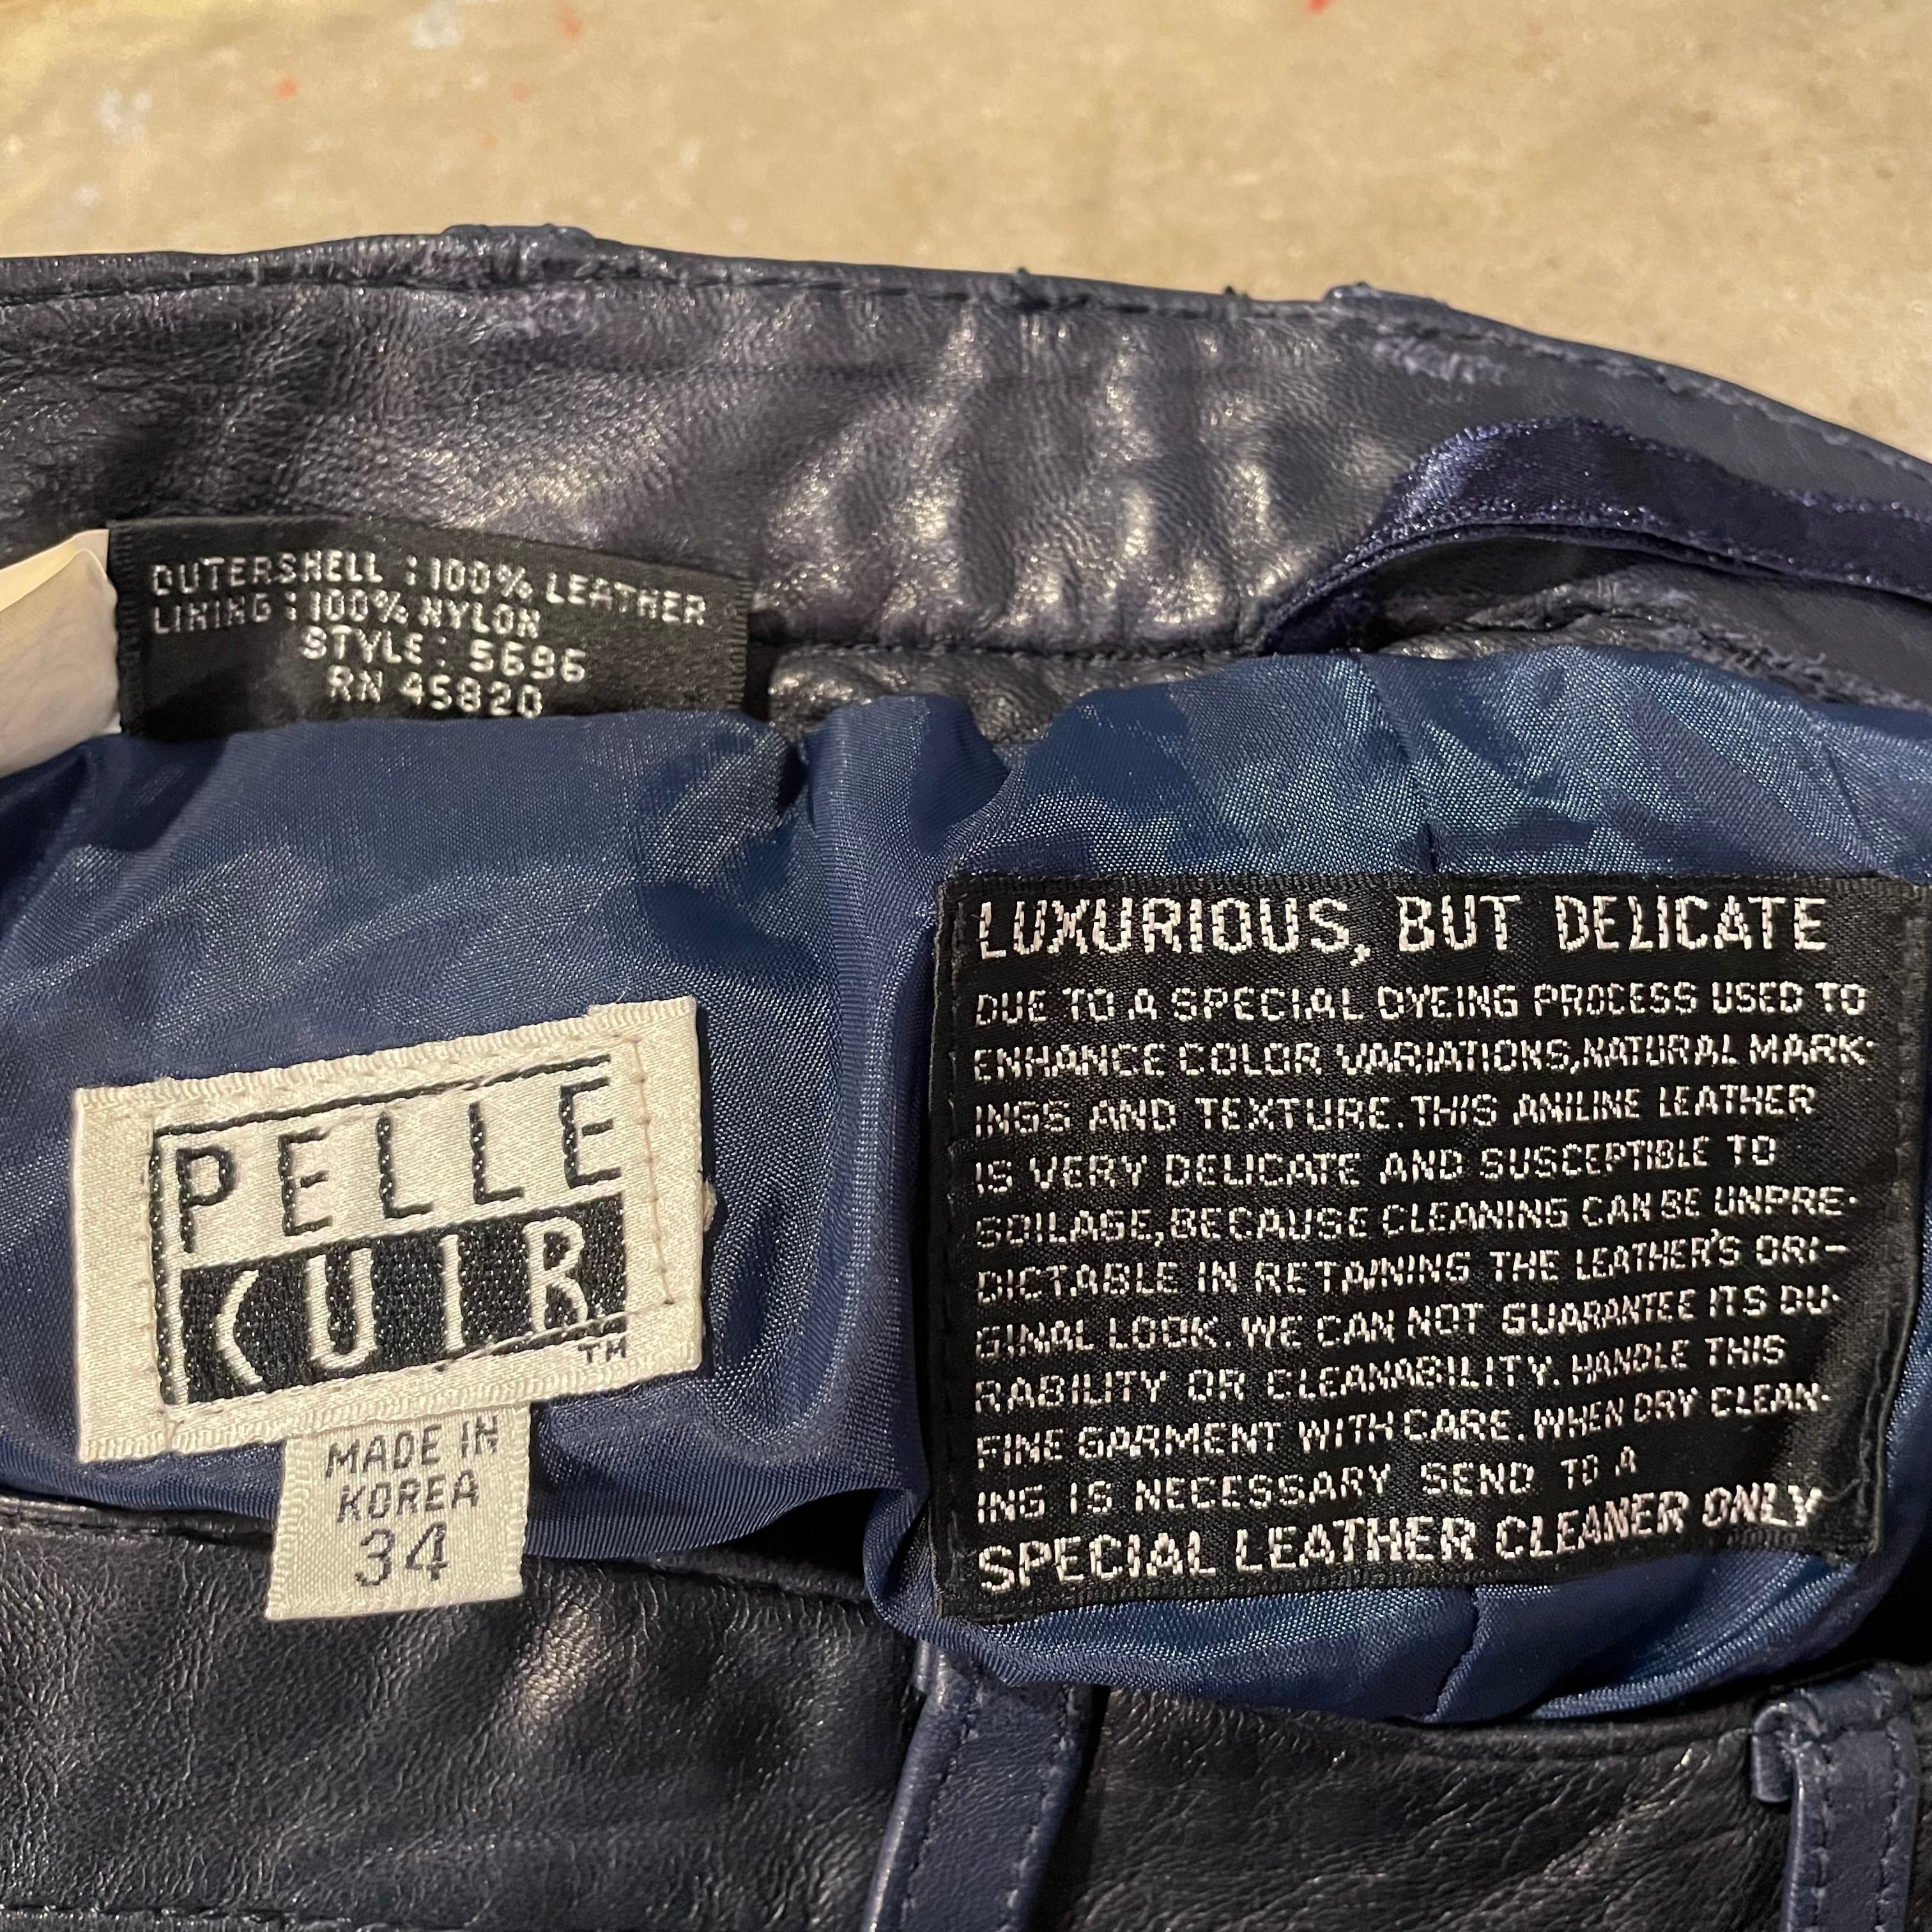 OUTERSHELL : 100% LEATHER
LINING : 100% NYLON
STYLE : 5696
RN 45820
PELLE
CUIR
TM
MADE IN
KOREA
34
LUXURIOUS, BUT DELICATE
DUE TO A SPECIAL DYEING PROCESS USED TO
ENHANCE COLOR VARIATIONS,NATURAL MARK-
INGS AND TEXTURE.THIS ANILINE LEATHER
IS VERY DELICATE AND SUSCEPTIBLE TO
SOILAGE,BECAUSE CLEANING CAN BE UNPRE-
DICTABLE IN RETAINING THE LEATHER'S ORI-
GINAL LOOK. WE CAN NOT GUARANTEE ITS DU-
RABILITY OR CLEANABILITY. HANDLE THIS
FINE GARMENT WITH CARE. WHEN DRY CLEAN-
ING IS NECESSARY SEND TO A
SPECIAL LEATHER CLEANER ONLY